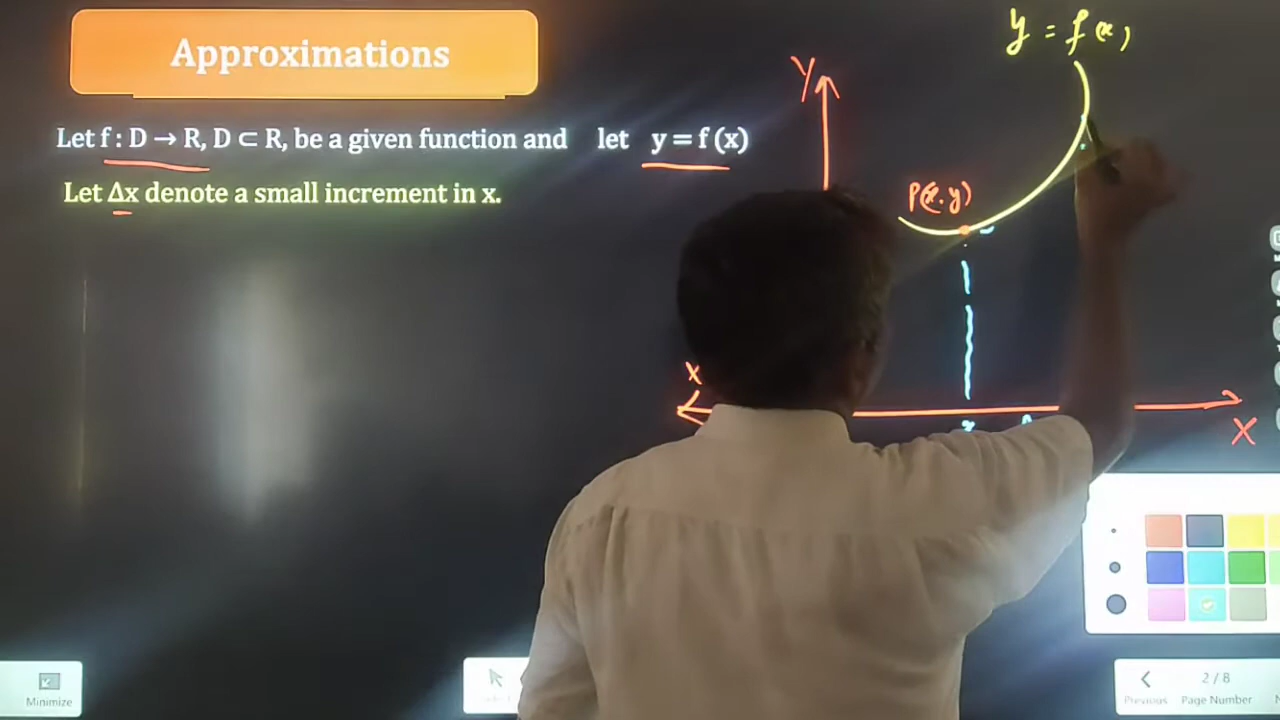 Approximations
Let f : D → R, D ⊂ R, be a given function and let y = f (x)
Let Δx denote a small increment in x.
y = f(x)
Y
P(x, y)
X
x
X
Minimize
Previous
2 / 8
Page Number